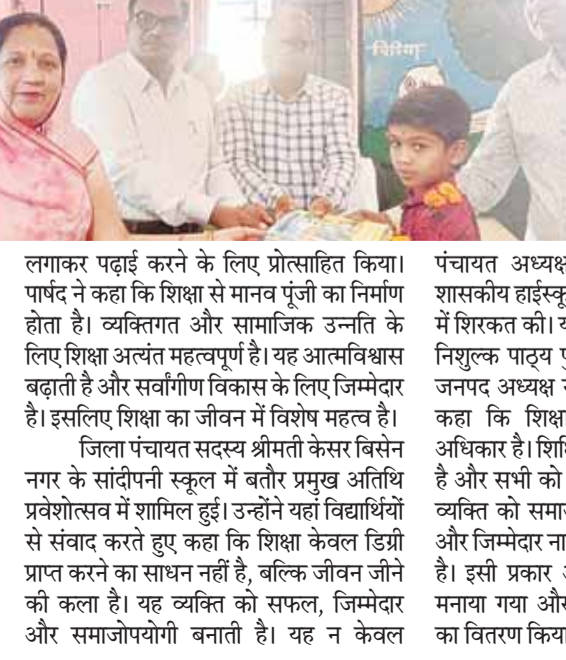 चिरिया
लगाकर पढ़ाई करने के लिए प्रोत्साहित किया।
पार्षद ने कहा कि शिक्षा से मानव पूंजी का निर्माण
होता है। व्यक्तिगत और सामाजिक उन्नति के
लिए शिक्षा अत्यंत महत्वपूर्ण है। यह आत्मविश्वास
बढ़ाती है और सर्वांगीण विकास के लिए जिम्मेदार
है। इसलिए शिक्षा का जीवन में विशेष महत्व है।
जिला पंचायत सदस्य श्रीमती केसर बिसेन
नगर के सांदीपनी स्कूल में बतौर प्रमुख अतिथि
प्रवेशोत्सव में शामिल हुई। उन्होंने यहां विद्यार्थियों
से संवाद करते हुए कहा कि शिक्षा केवल डिग्री
प्राप्त करने का साधन नहीं है, बल्कि जीवन जीने
की कला है। यह व्यक्ति को सफल, जिम्मेदार
और समाजोपयोगी बनाती है। यह न केवल
पंचायत अध्यक्ष
शासकीय हाईस्कू
में शिरकत की।
निशुल्क पाठ्य
जनपद अध्यक्ष
कहा कि शिक्षा
अधिकार है। शि
है और सभी को
व्यक्ति को समा
और जिम्मेदार ना
है। इसी प्रकार
मनाया गया और
का वितरण किया